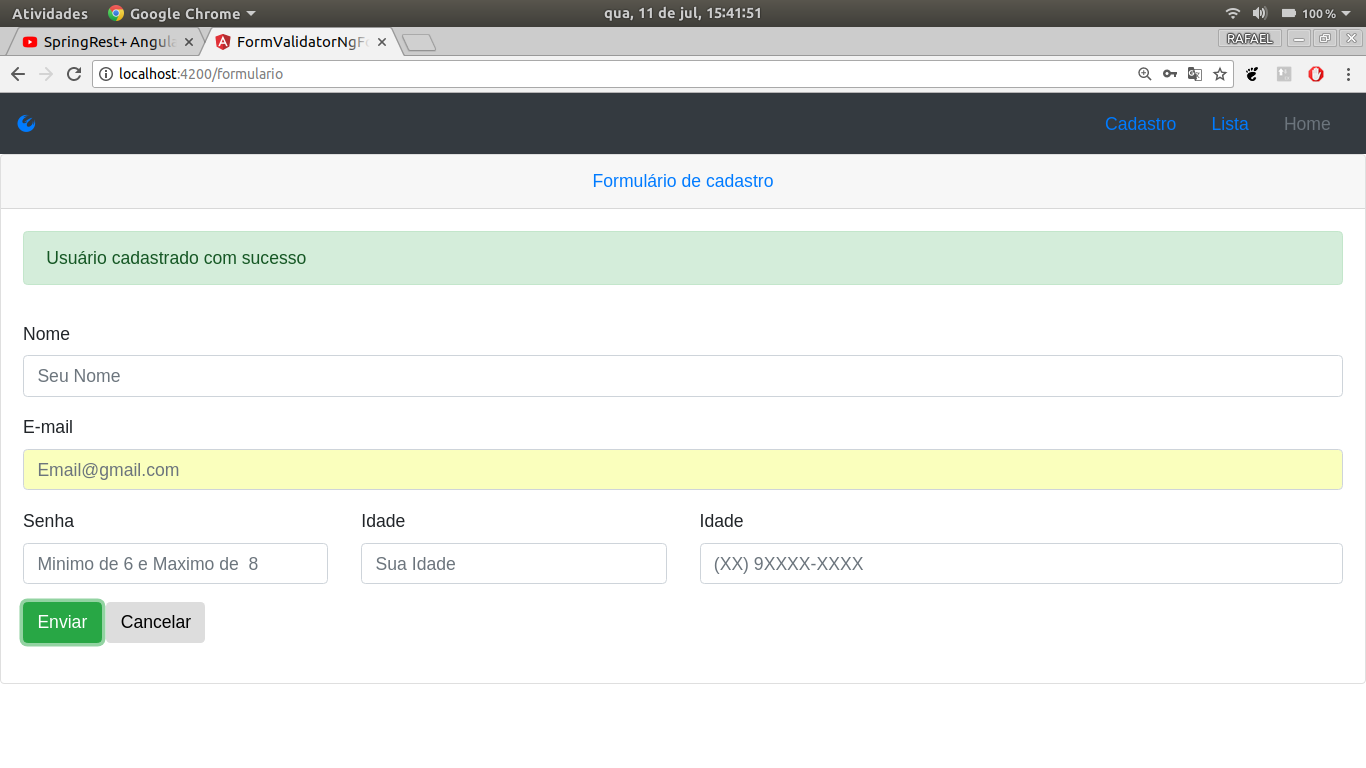 Atividades Google Chrome qua, 11 de jul, 15:41:51 100%
SpringRest+ Angula FormValidatorNgFo RAFAEL
localhost:4200/formulario
Cadastro Lista Home
Formulário de cadastro
Usuário cadastrado com sucesso
Nome
Seu Nome
E-mail
Email@gmail.com
Senha Idade Idade
Minimo de 6 e Maximo de 8 Sua Idade (XX) 9XXXX-XXXX
Enviar Cancelar